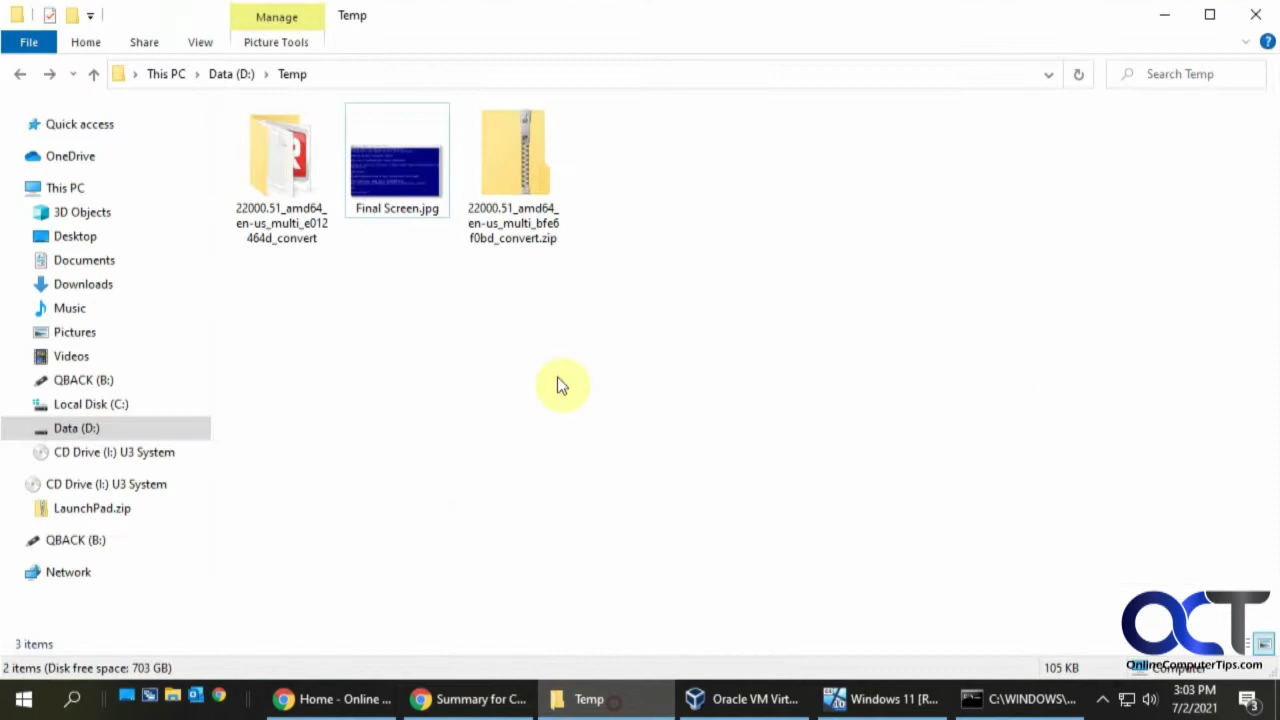 Manage
Temp
File
Home
Share
View
Picture Tools
This PC
Data (D:)
Temp
Search Temp
Quick access
OneDrive
This PC
3D Objects
Desktop
Documents
Downloads
Music
Pictures
Videos
QBACK (B:)
Local Disk (C:)
Data (D:)
CD Drive (I:) U3 System
CD Drive (I:) U3 System
LaunchPad.zip
QBACK (B:)
Network
22000.51_amd64_
en-us_multi_e012
464d_convert
Final Screen.jpg
22000.51_amd64_
en-us_multi_bfe6
f0bd_convert.zip
3 items
2 items (Disk free space: 703 GB)
105 KB
Computer
OCT
OnlineComputerTips.com
Home - Online ...
Summary for C...
Temp
Oracle VM Virt...
Windows 11 [R...
C:\WINDOWS\...
3:03 PM
7/2/2021
3